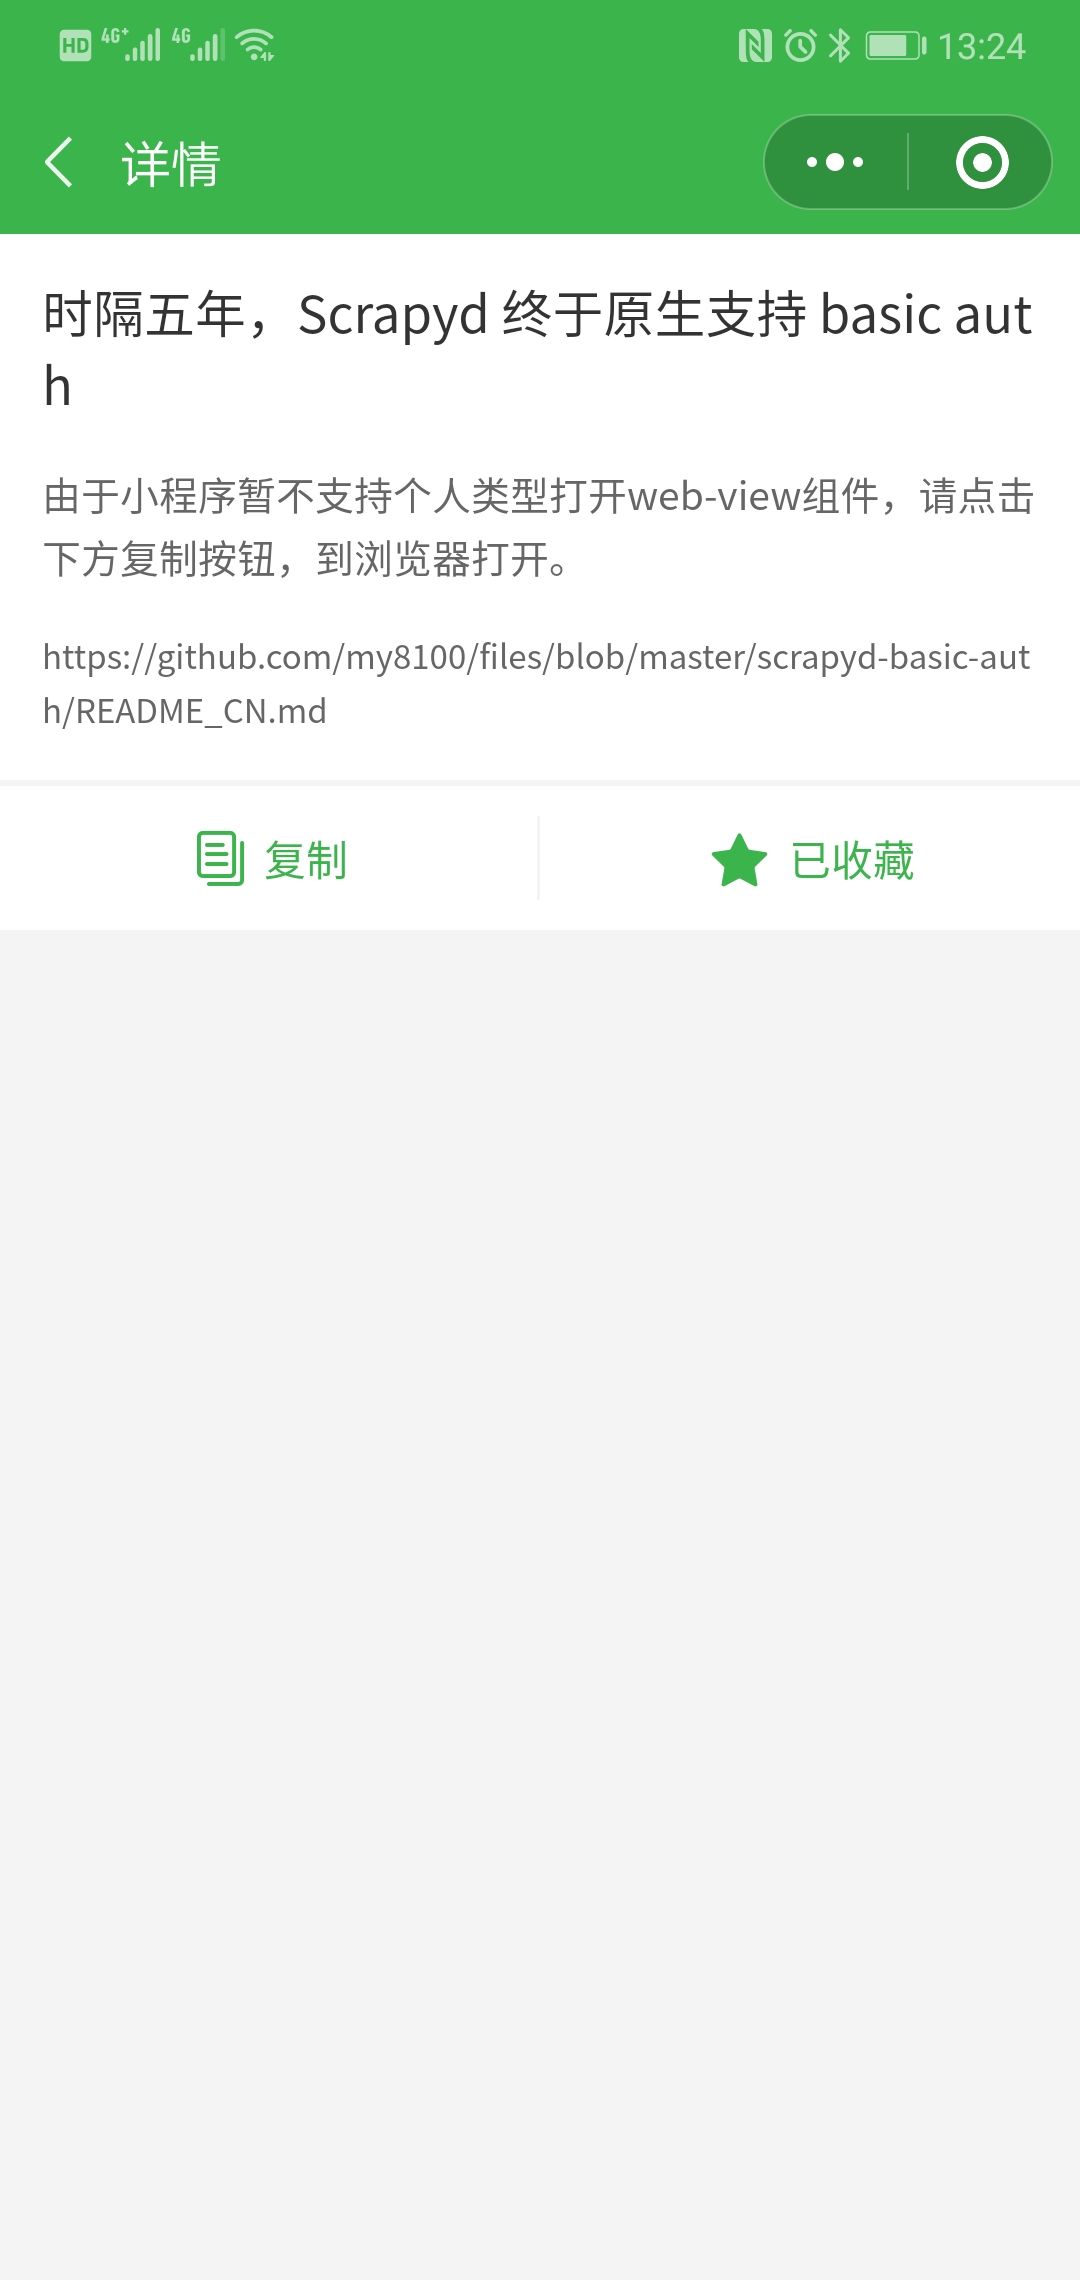 HD 4G+ 4G 13:24
详情
时隔五年，Scrapyd 终于原生支持 basic aut
h
由于小程序暂不支持个人类型打开web-view组件，请点击
下方复制按钮，到浏览器打开。
https://github.com/my8100/files/blob/master/scrapyd-basic-aut
h/README_CN.md
复制 已收藏